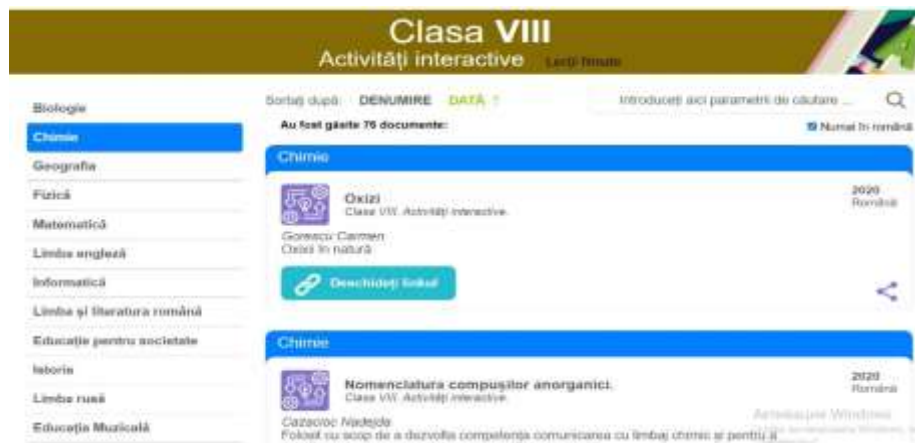 Clasa VIII
Activități interactive
Lecții filmate
Sortați după: DENUMIRE DATĂ ↑
Introduceți aici parametrii de căutare ...
Au fost găsite 76 documente:
Numai în română
Biologie
Chimie
Geografia
Fizică
Matematică
Limba engleză
Informatică
Limba și literatura română
Educație pentru societate
Istoria
Limba rusă
Educația Muzicală
Chimie
Oxizi
2020
Clasa VIII. Activități interactive.
Română
Gorescu Carmen
Oxizii în natură
Deschideți linkul
Chimie
Nomenclatura compușilor anorganici.
2020
Clasa VIII. Activități interactive.
Română
Nadejda
Folosit cu scop de a dezvolta competența comunicarea cu limbaj chimic și pentru a
Windows